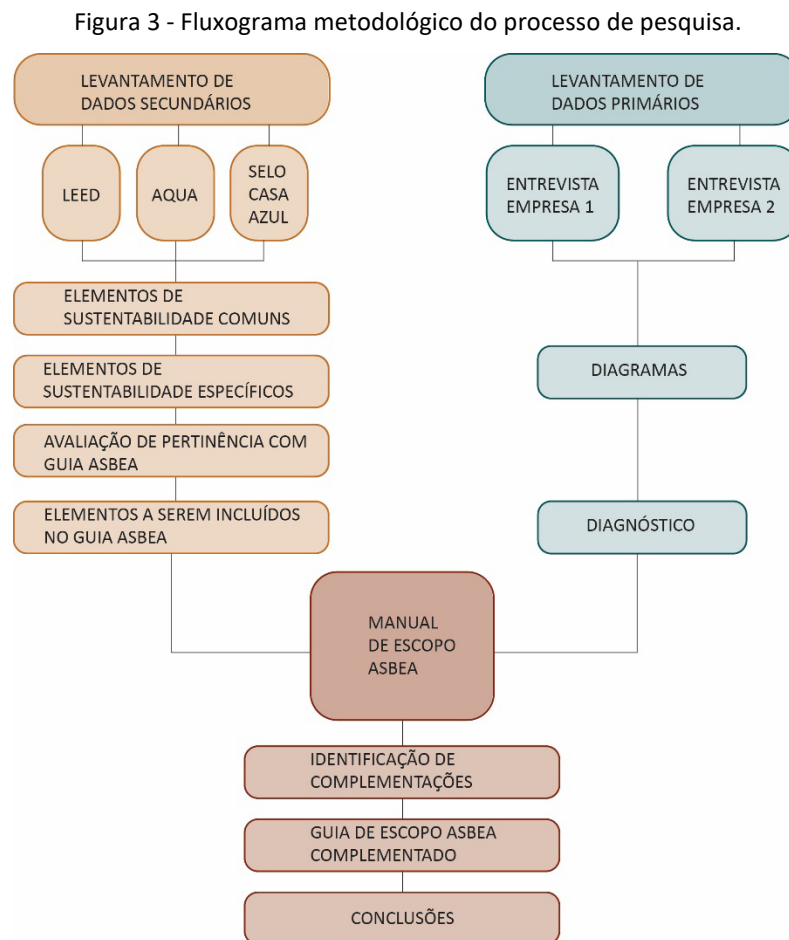 Figura 3 - Fluxograma metodológico do processo de pesquisa.
LEVANTAMENTO DE
DADOS SECUNDÁRIOS
LEED
AQUA
SELO
CASA
AZUL
ELEMENTOS DE
SUSTENTABILIDADE COMUNS
ELEMENTOS DE
SUSTENTABILIDADE ESPECÍFICOS
AVALIAÇÃO DE PERTINÊNCIA COM
GUIA ASBEA
ELEMENTOS A SEREM INCLUÍDOS
NO GUIA ASBEA
LEVANTAMENTO DE
DADOS PRIMÁRIOS
ENTREVISTA
EMPRESA 1
ENTREVISTA
EMPRESA 2
DIAGRAMAS
DIAGNÓSTICO
MANUAL
DE ESCOPO
ASBEA
IDENTIFICAÇÃO DE
COMPLEMENTAÇÕES
GUIA DE ESCOPO ASBEA
COMPLEMENTADO
CONCLUSÕES